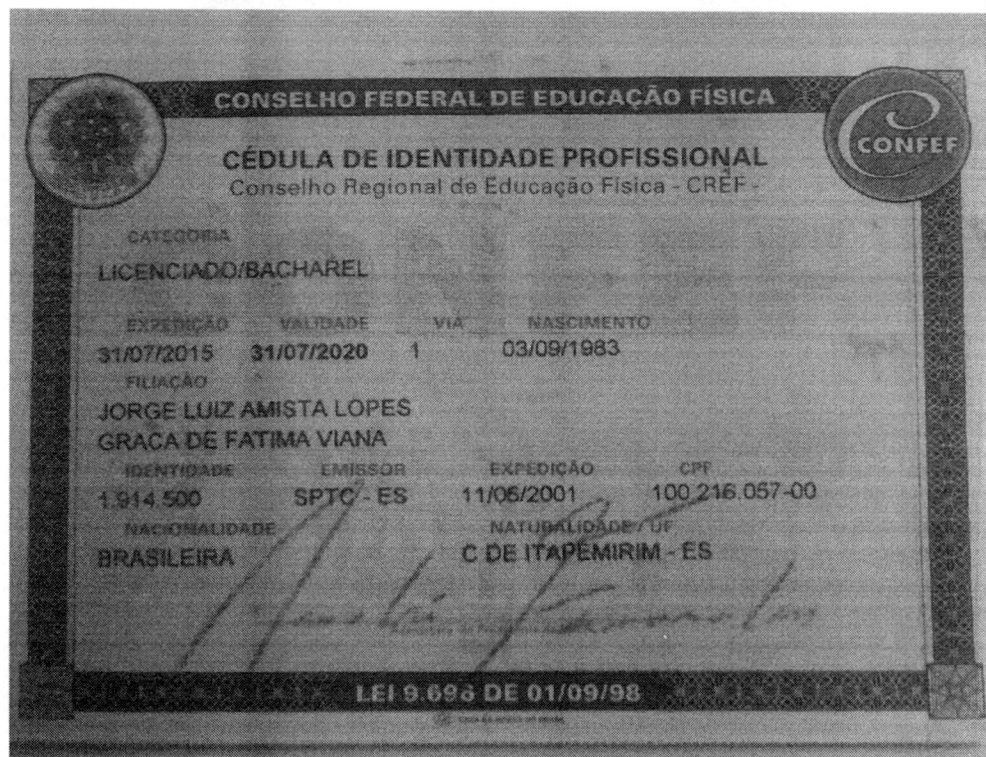 CONSELHO FEDERAL DE EDUCAÇÃO FÍSICA
CONFEF
CÉDULA DE IDENTIDADE PROFISSIONAL
Conselho Regional de Educação Física - CREF -
CATEGORIA
LICENCIADO/BACHAREL
EXPEDIÇÃO VALIDADE VIA NASCIMENTO
31/07/2015 31/07/2020 1 03/09/1983
FILIAÇÃO
JORGE LUIZ AMISTA LOPES
GRACA DE FATIMA VIANA
IDENTIDADE EMISSOR EXPEDIÇÃO CPF
1.914.500 SPTC - ES 11/06/2001 100.216.057-00
NACIONALIDADE NATURALIDADE / UF
BRASILEIRA C DE ITAPEMIRIM - ES
LEI 9.696 DE 01/09/98